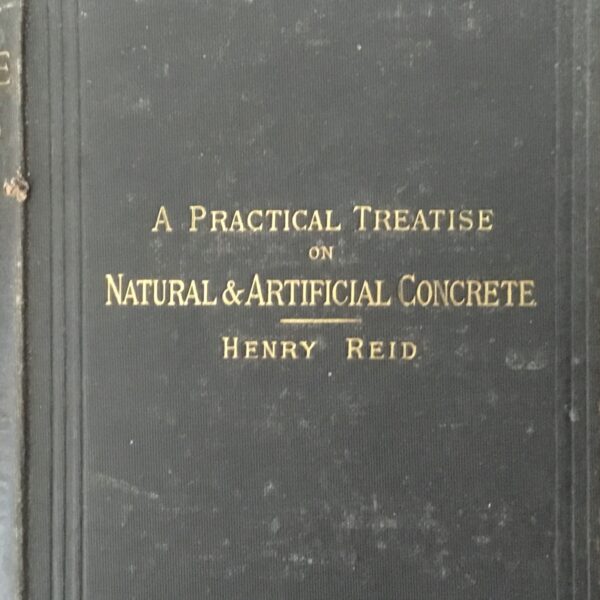 A PRACTICAL TREATISE
ON
NATURAL & ARTIFICIAL CONCRETE.
HENRY REID